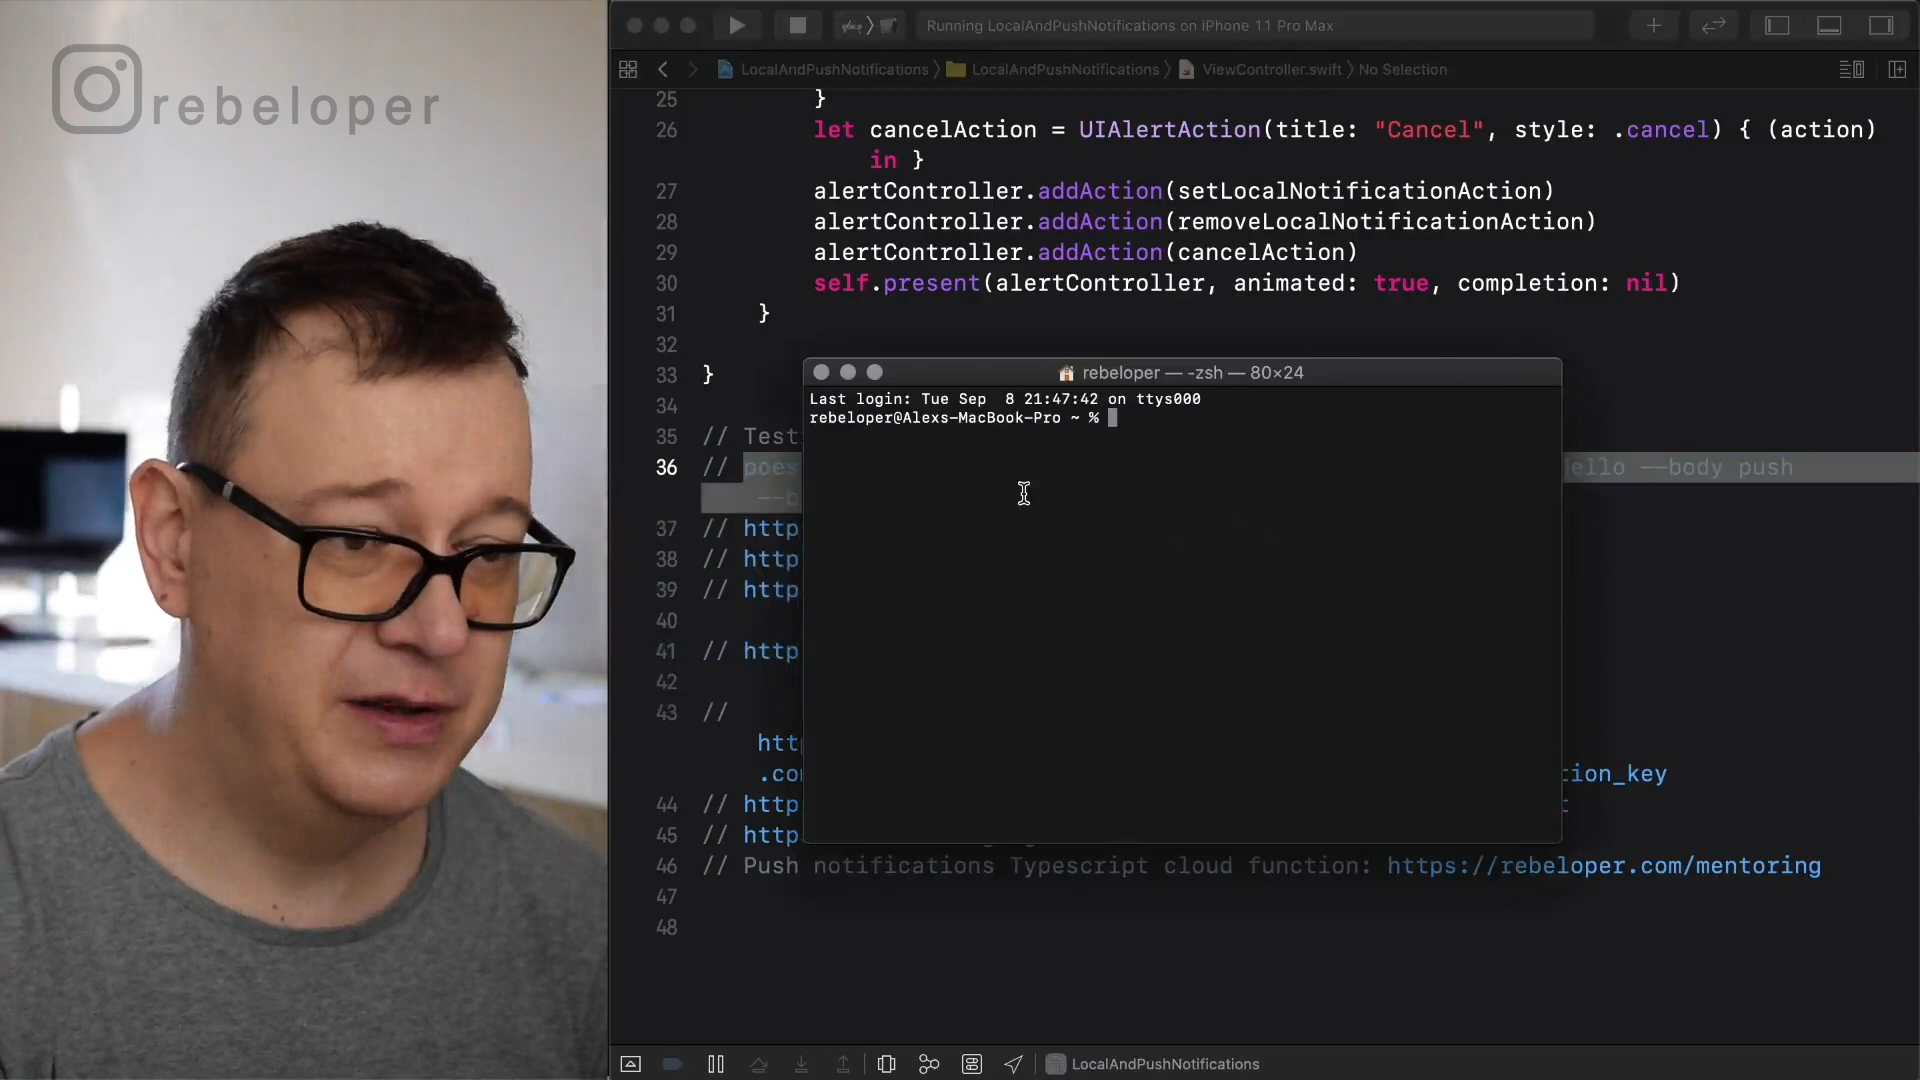 rebeloper
Running LocalAndPushNotifications on iPhone 11 Pro Max
LocalAndPushNotifications
LocalAndPushNotifications
ViewController.swift
No Selection
25 }
26 let cancelAction = UIAlertAction(title: "Cancel", style: .cancel) { (action)
in }
27 alertController.addAction(setLocalNotificationAction)
28 alertController.addAction(removeLocalNotificationAction)
29 alertController.addAction(cancelAction)
30 self.present(alertController, animated: true, completion: nil)
31 }
32
33 }
34
35 // Test
36 // poes
ello --body push
--b
37 // http
38 // http
39 // http
40
41 // http
42
43 //
htt
.co
tion_key
44 // http
45 // http
46 // Push notifications Typescript cloud function: https://rebeloper.com/mentoring
47
48
rebeloper — -zsh — 80×24
Last login: Tue Sep  8 21:47:42 on ttys000
rebeloper@Alexs-MacBook-Pro ~ %
LocalAndPushNotifications